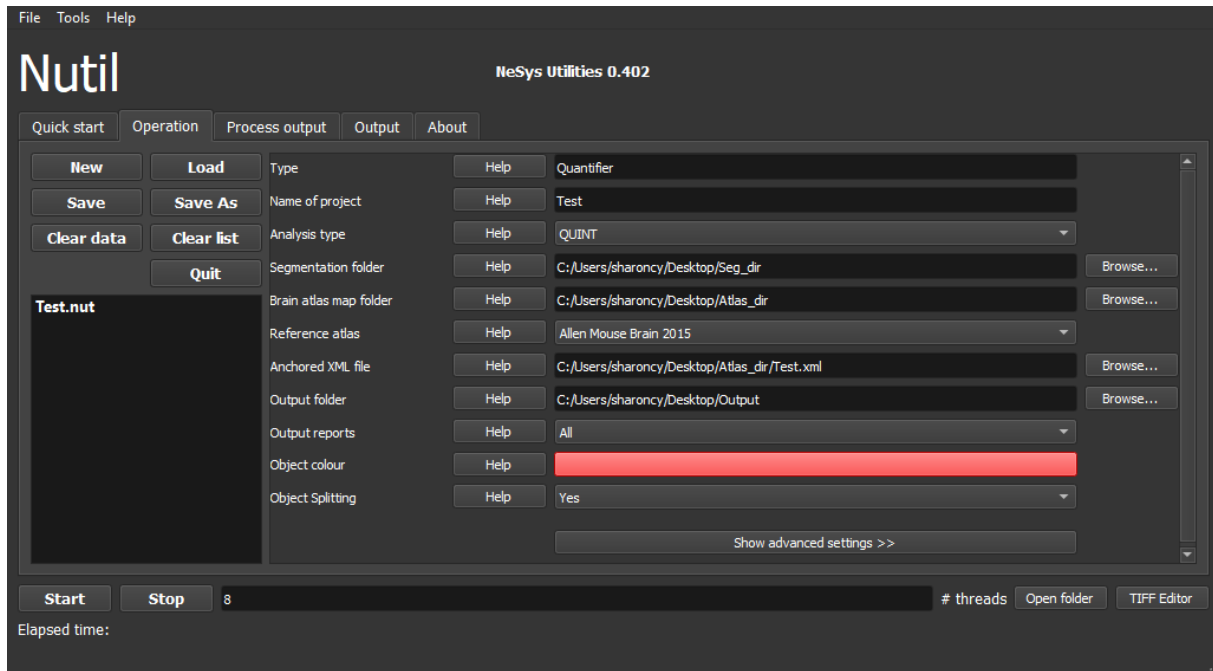 File Tools Help
Nutil
NeSys Utilities 0.402
Quick start Operation Process output Output About
New Load Type Help Quantifier
Save Save As Name of project Help Test
Clear data Clear list Analysis type Help QUINT
Quit Segmentation folder Help C:/Users/sharoncy/Desktop/Seg_dir Browse...
Test.nut Brain atlas map folder Help C:/Users/sharoncy/Desktop/Atlas_dir Browse...
Reference atlas Help Allen Mouse Brain 2015
Anchored XML file Help C:/Users/sharoncy/Desktop/Atlas_dir/Test.xml Browse...
Output folder Help C:/Users/sharoncy/Desktop/Output Browse...
Output reports Help All
Object colour Help
Object Splitting Help Yes
Show advanced settings >>
Start Stop 8 # threads Open folder TIFF Editor
Elapsed time: